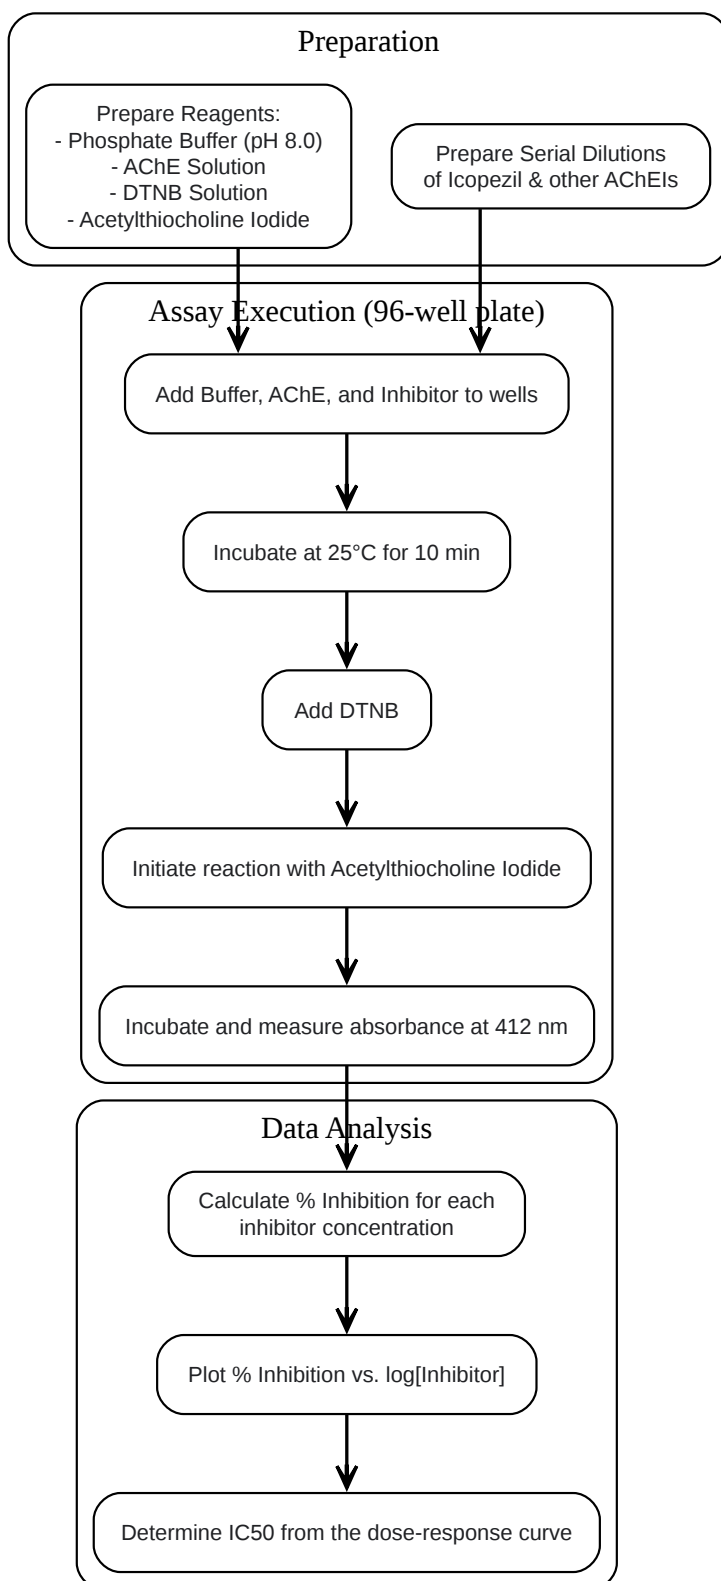 Preparation
Prepare Reagents:
- Phosphate Buffer (pH 8.0)
- AChE Solution
- DTNB Solution
- Acetylthiocholine Iodide
Prepare Serial Dilutions
of Icopezil & other AChEIs
Assay Execution (96-well plate)
Add Buffer, AChE, and Inhibitor to wells
Incubate at 25°C for 10 min
Add DTNB
Initiate reaction with Acetylthiocholine Iodide
Incubate and measure absorbance at 412 nm
Data Analysis
Calculate % Inhibition for each
inhibitor concentration
Plot % Inhibition vs. log[Inhibitor]
Determine IC50 from the dose-response curve